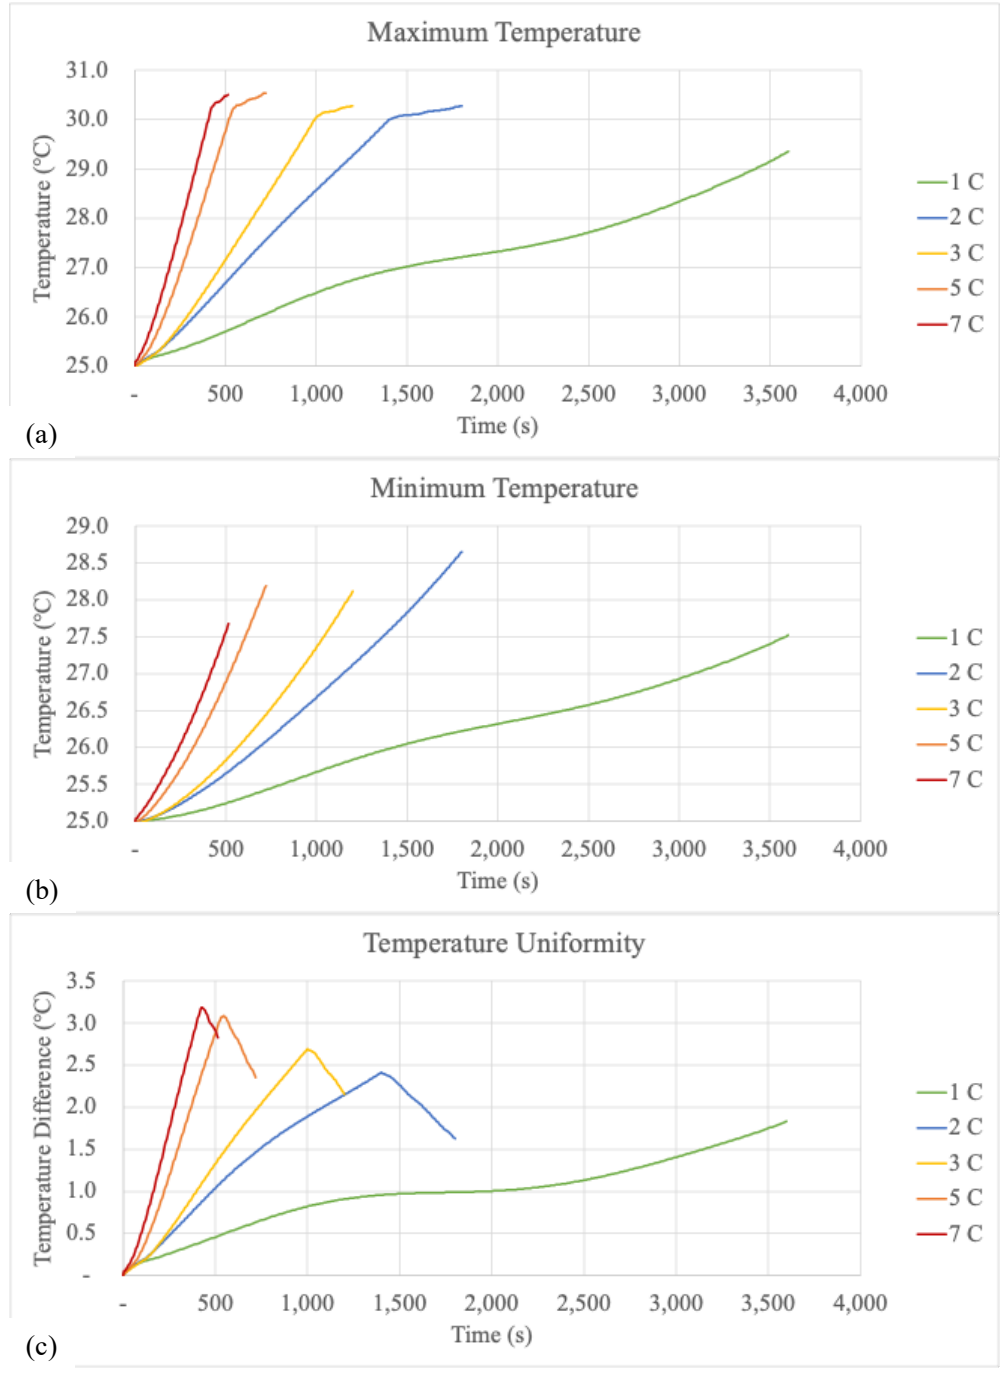 Maximum Temperature
31.0
30.0
29.0
28.0
27.0
26.0
25.0
Temperature (°C)
- 500 1,000 1,500 2,000 2,500 3,000 3,500 4,000
Time (s)
1 C
2 C
3 C
5 C
7 C
(a)
Minimum Temperature
29.0
28.5
28.0
27.5
27.0
26.5
26.0
25.5
25.0
Temperature (°C)
- 500 1,000 1,500 2,000 2,500 3,000 3,500 4,000
Time (s)
1 C
2 C
3 C
5 C
7 C
(b)
Temperature Uniformity
3.5
3.0
2.5
2.0
1.5
1.0
0.5
-
Temperature Difference (°C)
- 500 1,000 1,500 2,000 2,500 3,000 3,500 4,000
Time (s)
1 C
2 C
3 C
5 C
7 C
(c)